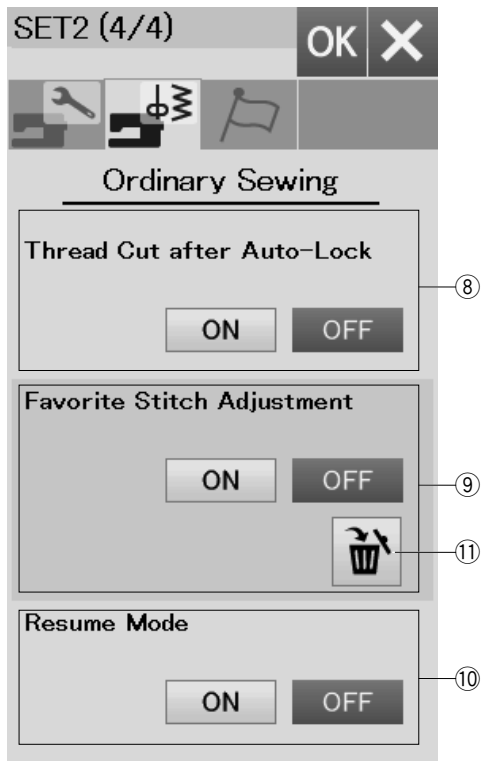 SET2 (4/4)
OK
Ordinary Sewing
Thread Cut after Auto-Lock
ON OFF
⑧
Favorite Stitch Adjustment
ON OFF
⑨
⑪
Resume Mode
ON OFF
⑩